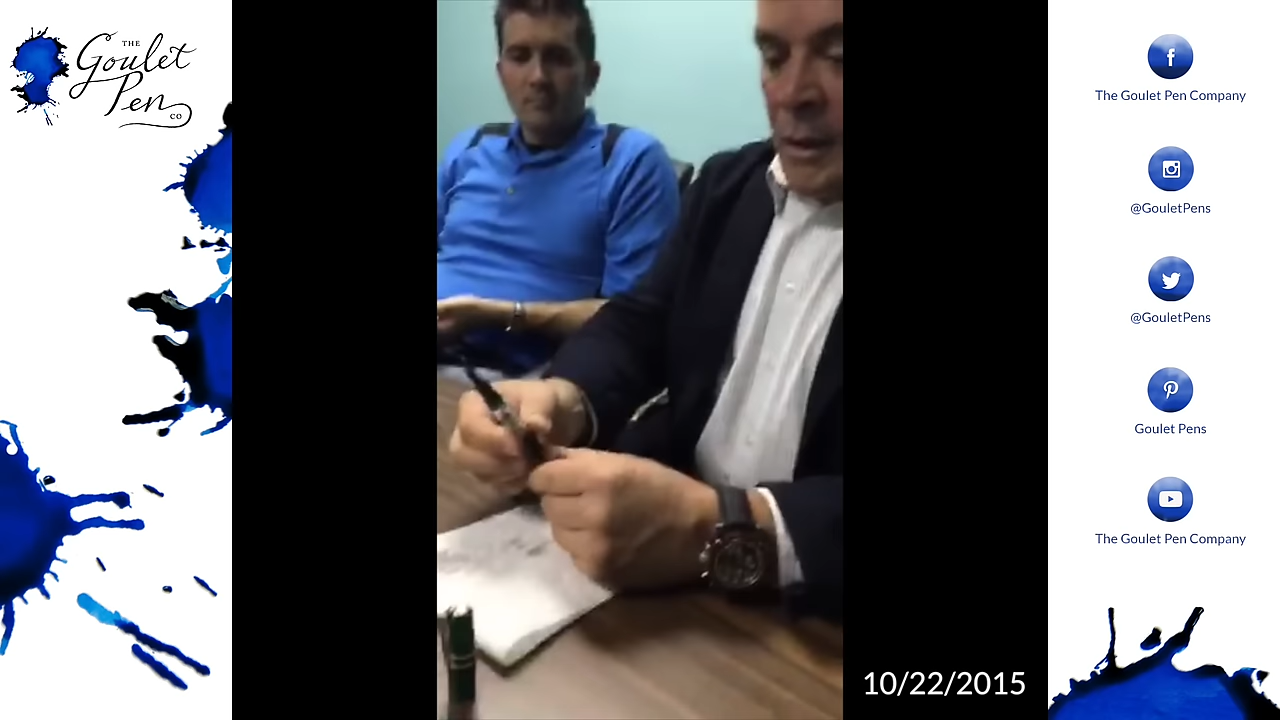 THE
Goulet
Pen
CO
The Goulet Pen Company
@GouletPens
@GouletPens
Goulet Pens
The Goulet Pen Company
10/22/2015